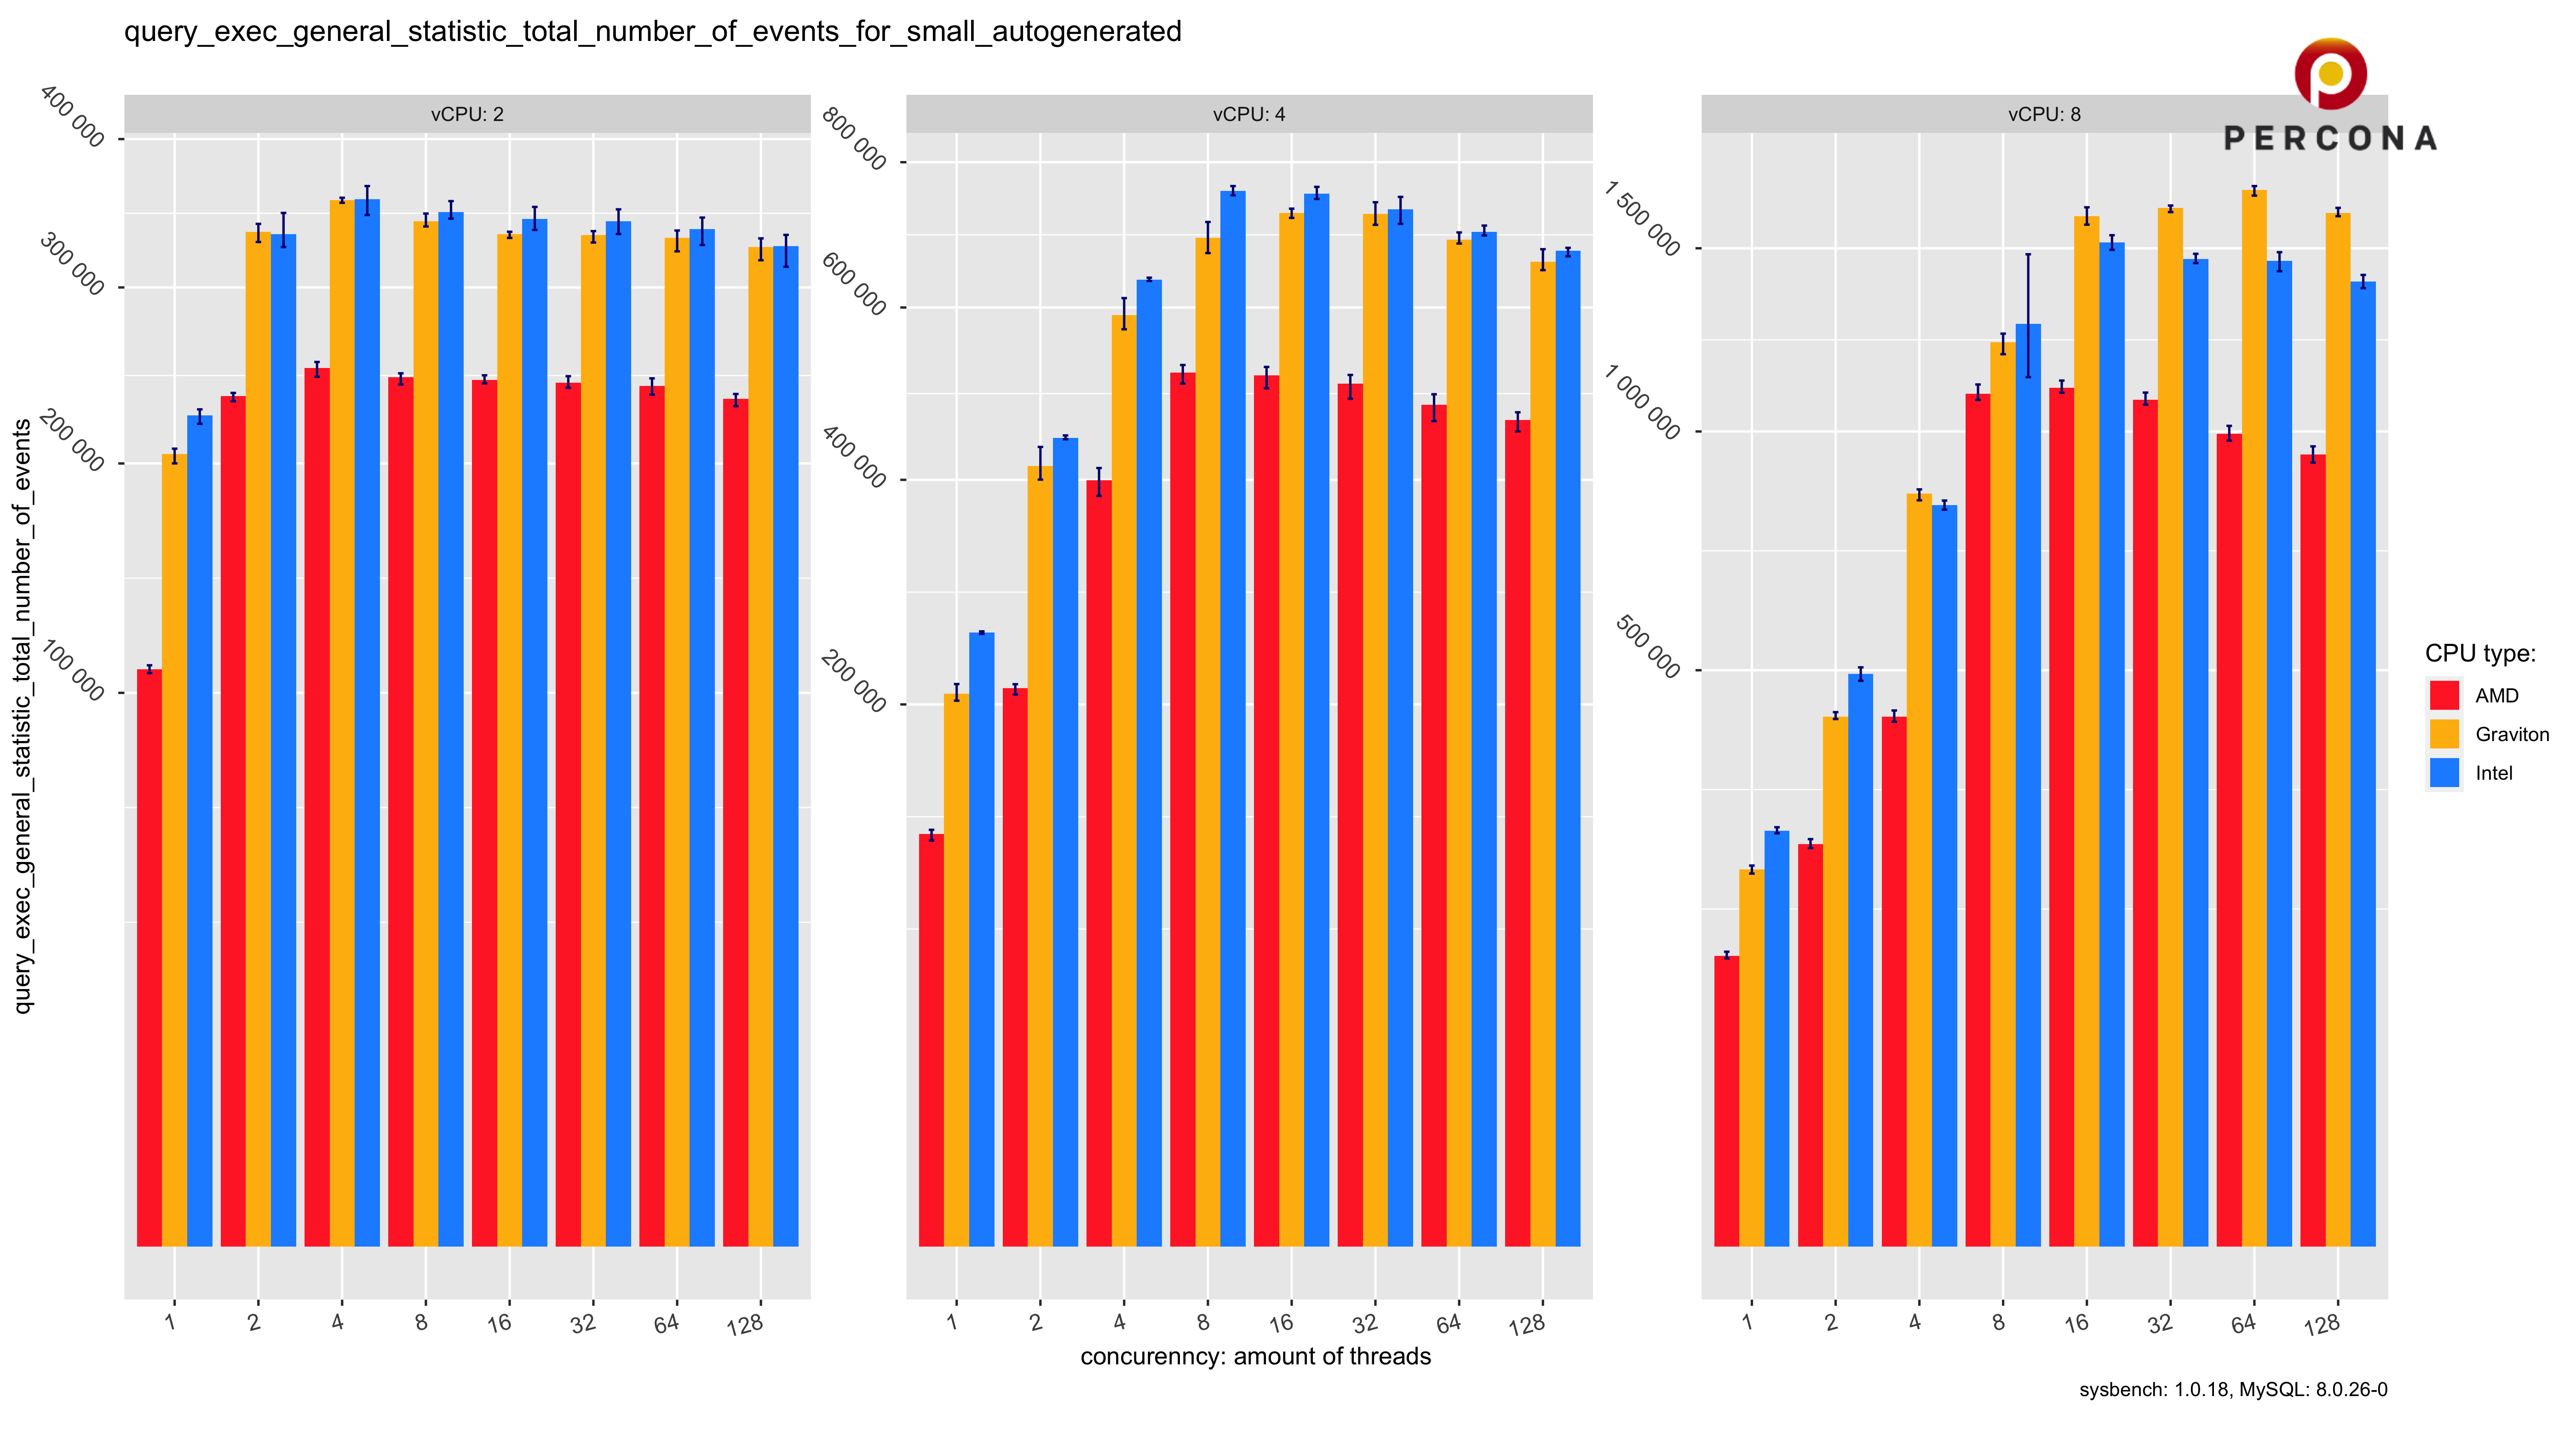 query_exec_general_statistic_total_number_of_events_for_small_autogenerated
PERCONA
query_exec_general_statistic_total_number_of_events
vCPU: 2
400 000
300 000
200 000
100 000
1 2 4 8 16 32 64 128
vCPU: 4
800 000
600 000
400 000
200 000
1 2 4 8 16 32 64 128
vCPU: 8
1 500 000
1 000 000
500 000
1 2 4 8 16 32 64 128
concurenncy: amount of threads
CPU type:
AMD
Graviton
Intel
sysbench: 1.0.18, MySQL: 8.0.26-0